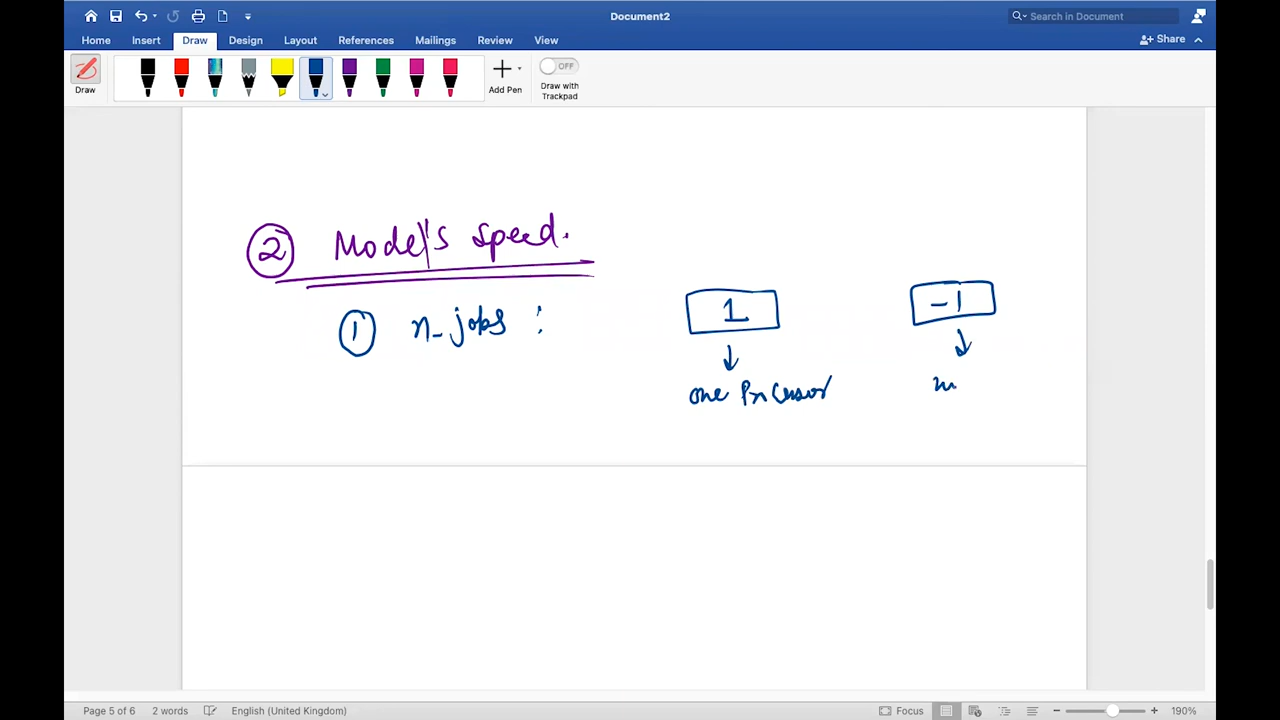 Document2
Search in Document
Home Insert Draw Design Layout References Mailings Review View
Share
Draw
Add Pen
OFF
Draw with
Trackpad
2 Model's Speed.
1 n_jobs : 1 -1
one
Page 5 of 6 2 words English (United Kingdom) Focus 190%